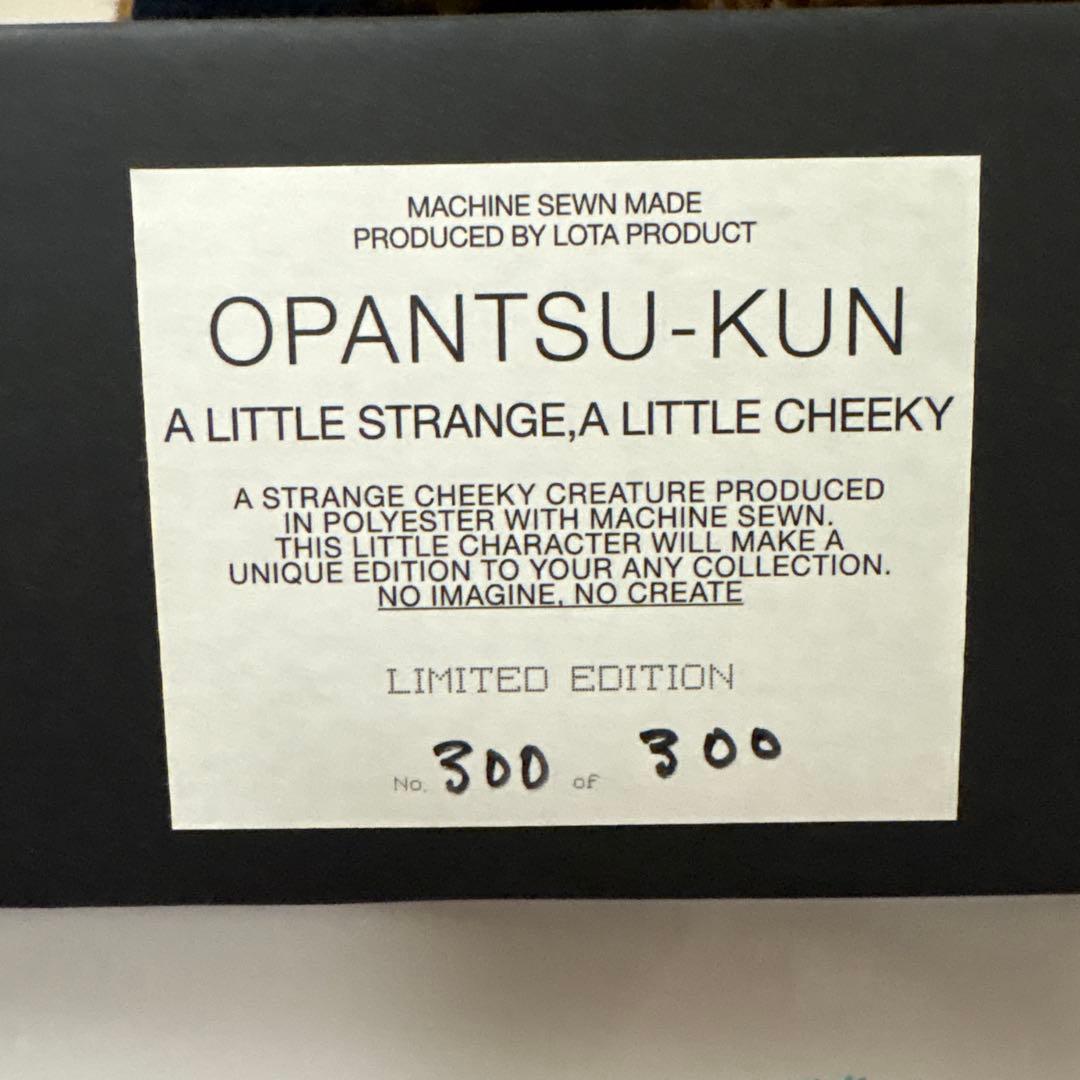 MACHINE SEWN MADE
PRODUCED BY LOTA PRODUCT
OPANTSU-KUN
A LITTLE STRANGE,A LITTLE CHEEKY
A STRANGE CHEEKY CREATURE PRODUCED
IN POLYESTER WITH MACHINE SEWN.
THIS LITTLE CHARACTER WILL MAKE A
UNIQUE EDITION TO YOUR ANY COLLECTION.
NO IMAGINE, NO CREATE
LIMITED EDITION
No. 300 of 300